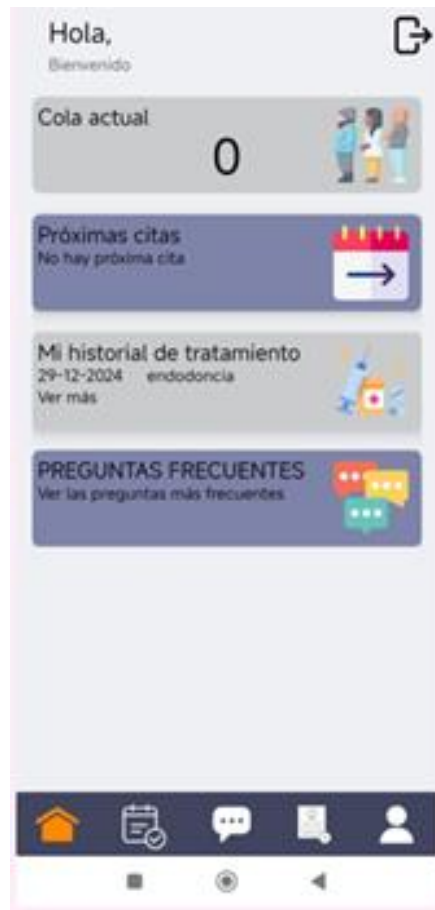 Hola,
Bienvenido
Cola actual
0
Próximas citas
No hay próxima cita
Mi historial de tratamiento
29-12-2024 endodoncia
Ver más
PREGUNTAS FRECUENTES
Ver las preguntas más frecuentes